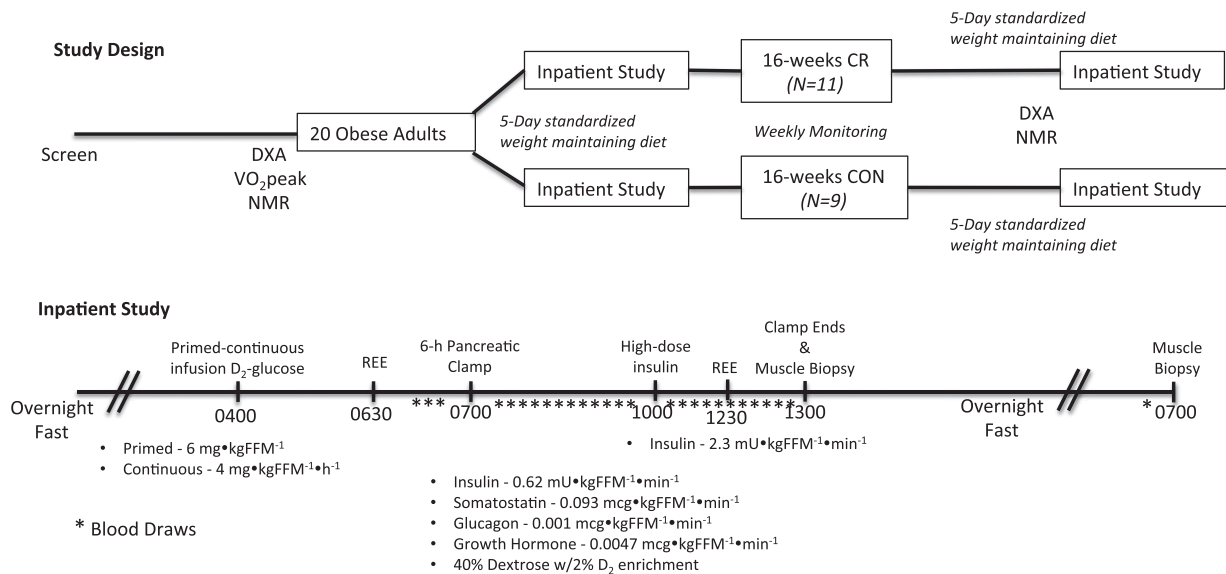 Study Design
Screen
DXA
VO2peak
NMR
20 Obese Adults
5-Day standardized
weight maintaining diet
Inpatient Study
16-weeks CR
(N=11)
5-Day standardized
weight maintaining diet
Inpatient Study
Weekly Monitoring
DXA
NMR
Inpatient Study
16-weeks CON
(N=9)
Inpatient Study
5-Day standardized
weight maintaining diet
Inpatient Study
Primed-continuous
infusion D2-glucose
REE
6-h Pancreatic
Clamp
High-dose
insulin
REE
Clamp Ends
&
Muscle Biopsy
Muscle
Biopsy
Overnight
Fast
0400
0630
***
0700
**************
1000
**************
1230
1300
Overnight
Fast
*
0700
• Primed - 6 mg•kgFFM-1
• Continuous - 4 mg•kgFFM-1•h-1
• Insulin - 2.3 mU•kgFFM-1•min-1
• Insulin - 0.62 mU•kgFFM-1•min-1
• Somatostatin - 0.093 mcg•kgFFM-1•min-1
• Glucagon - 0.001 mcg•kgFFM-1•min-1
• Growth Hormone - 0.0047 mcg•kgFFM-1•min-1
• 40% Dextrose w/2% D2 enrichment
* Blood Draws